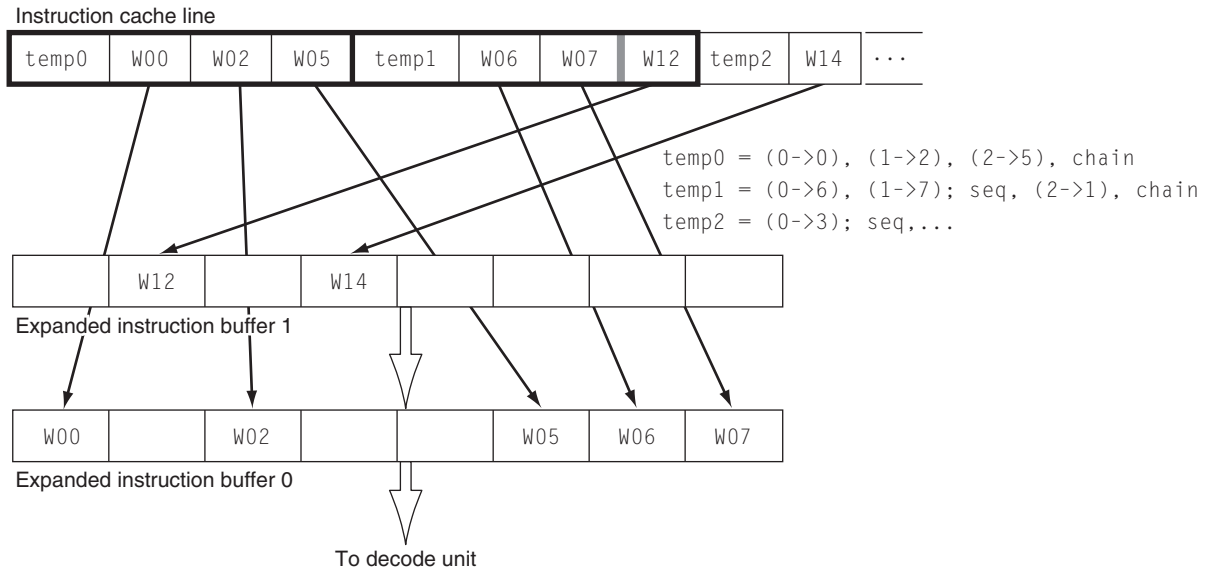 Instruction cache line
temp0 W00 W02 W05 temp1 W06 W07 W12 temp2 W14 ...
temp0 = (0->0), (1->2), (2->5), chain
temp1 = (0->6), (1->7); seq, (2->1), chain
temp2 = (0->3); seq,...
W12 W14
Expanded instruction buffer 1
W00 W02 W05 W06 W07
Expanded instruction buffer 0
To decode unit